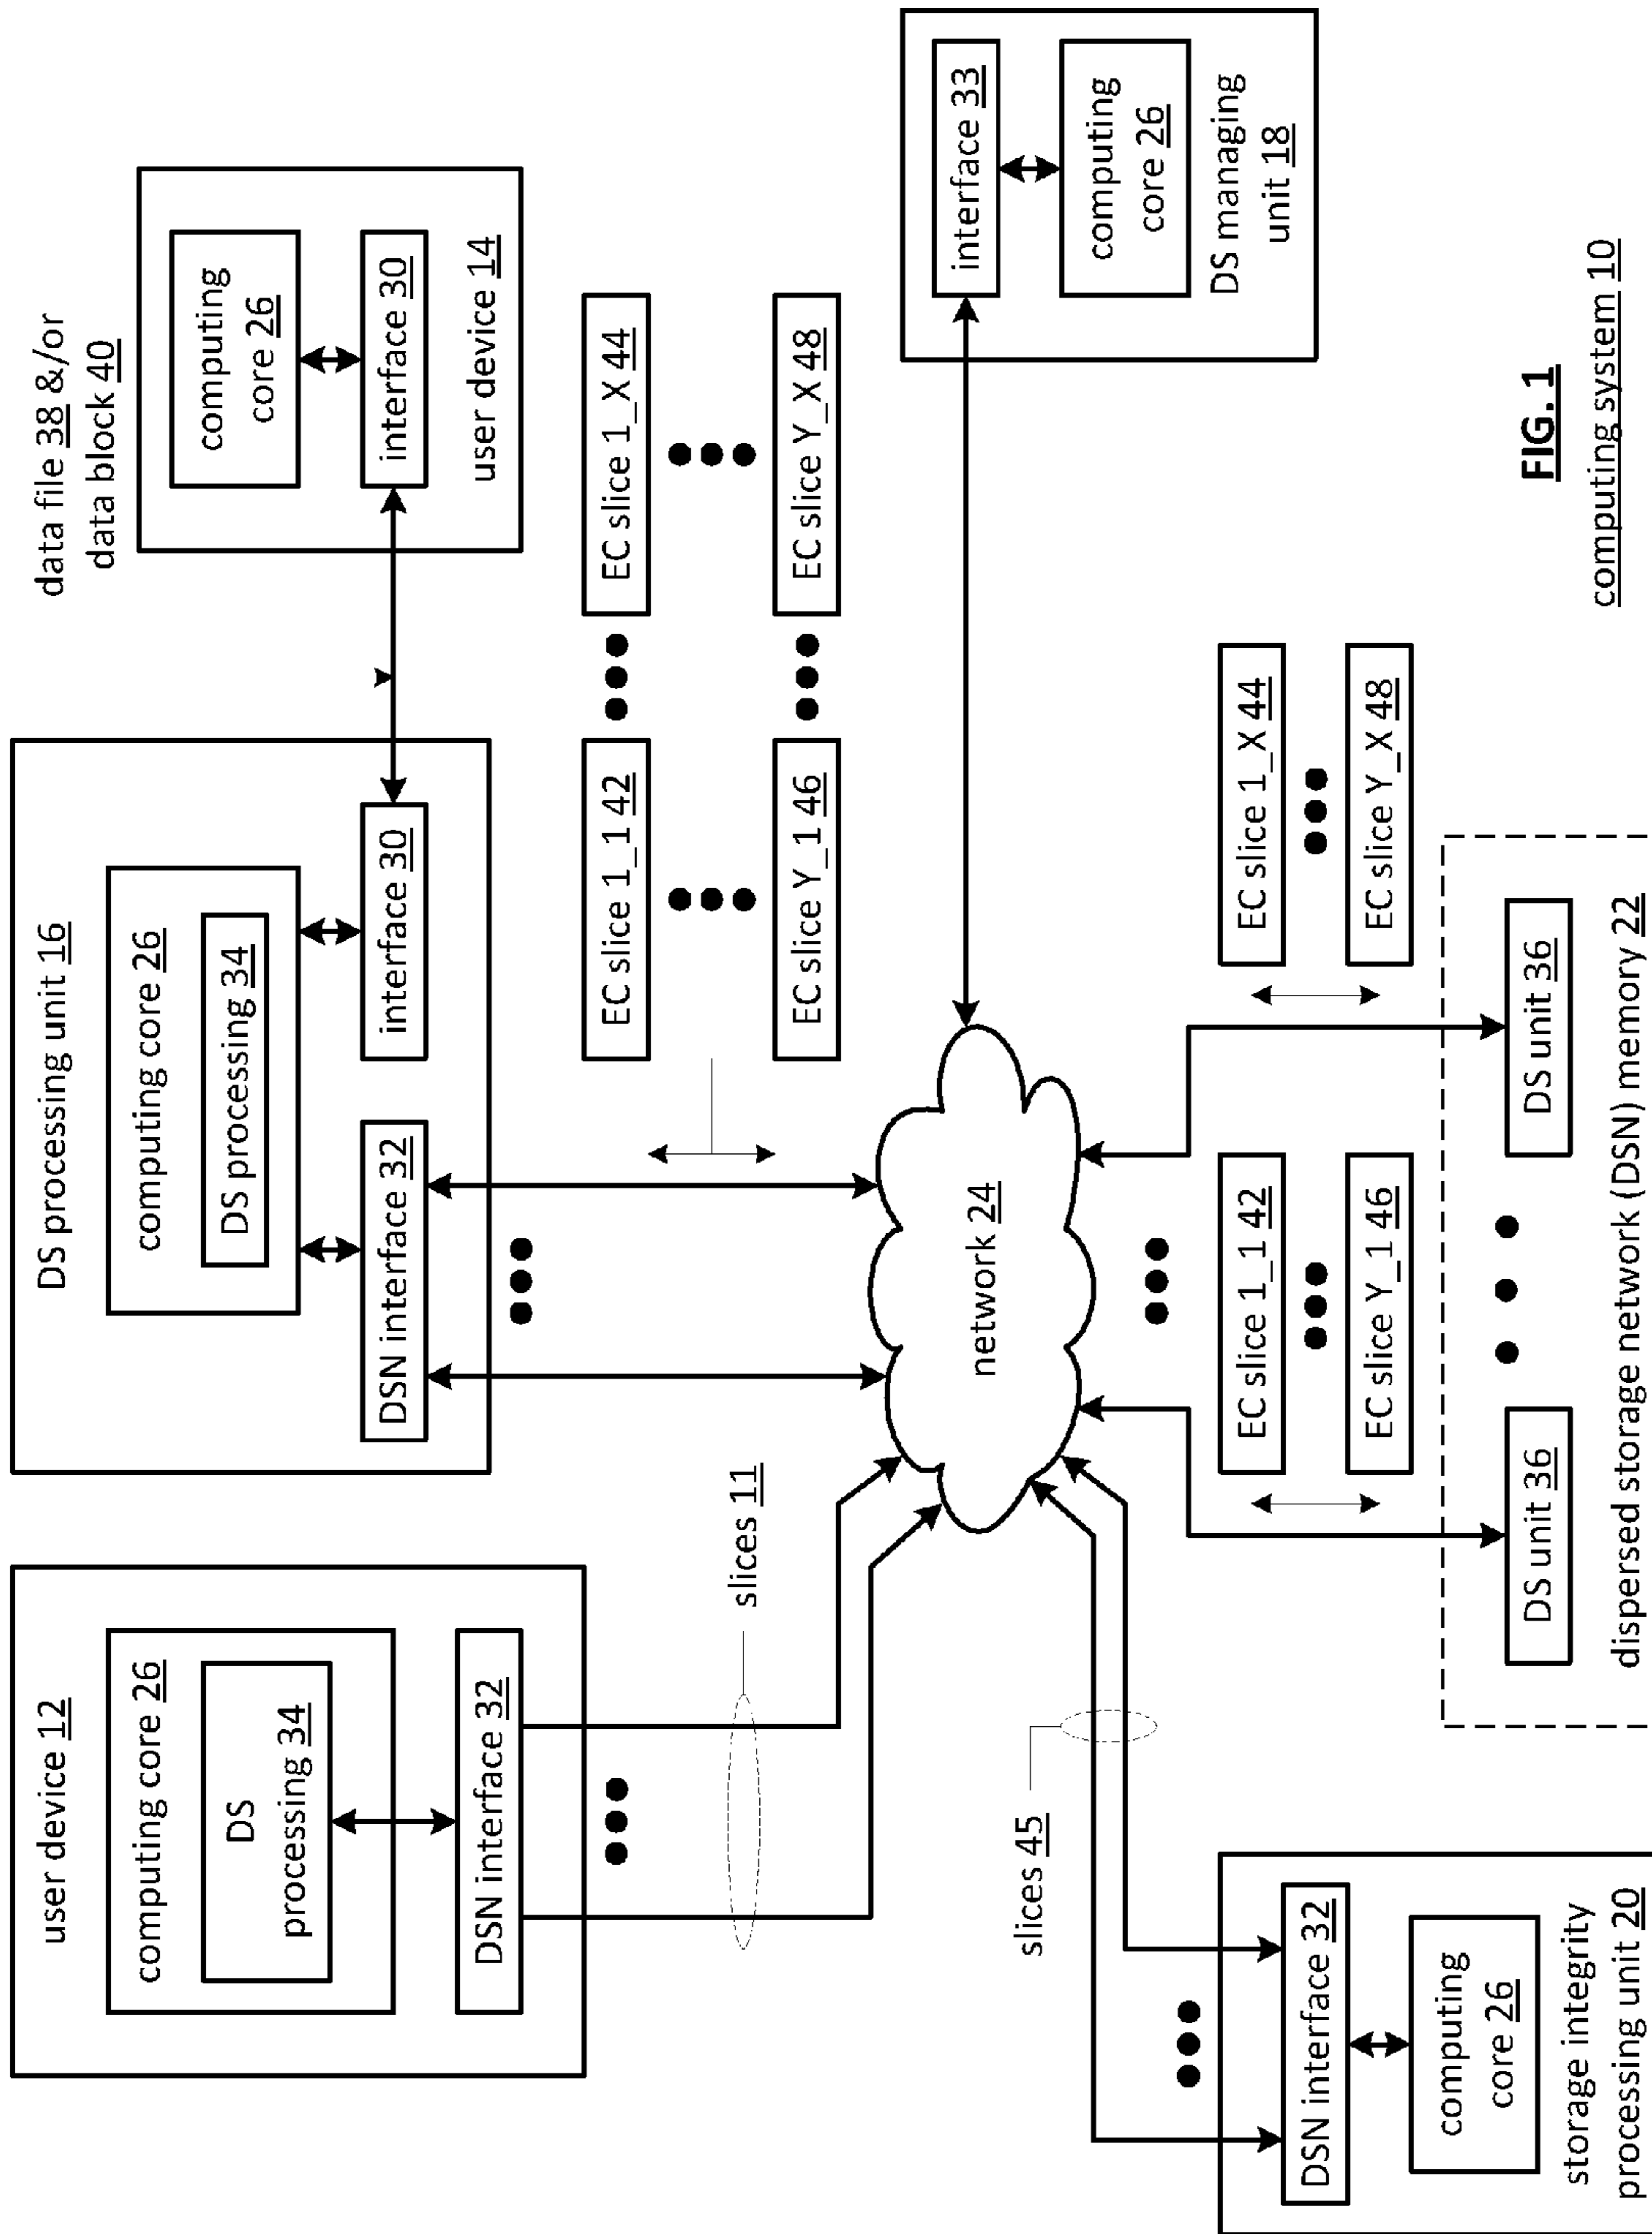 user device 12
computing core 26
DS
processing 34
DSN interface 32
slices 11
DS processing unit 16
computing core 26
DS processing 34
DSN interface 32
interface 30
data file 38 &/or
data block 40
computing
core 26
interface 30
user device 14
EC slice 1_1 42
EC slice 1_X 44
EC slice Y_1 46
EC slice Y_X 48
network 24
interface 33
computing
core 26
DS managing
unit 18
slices 45
DSN interface 32
computing
core 26
storage integrity
processing unit 20
EC slice 1_1 42
EC slice Y_1 46
EC slice 1_X 44
EC slice Y_X 48
DS unit 36
DS unit 36
dispersed storage network (DSN) memory 22
FIG. 1
computing system 10